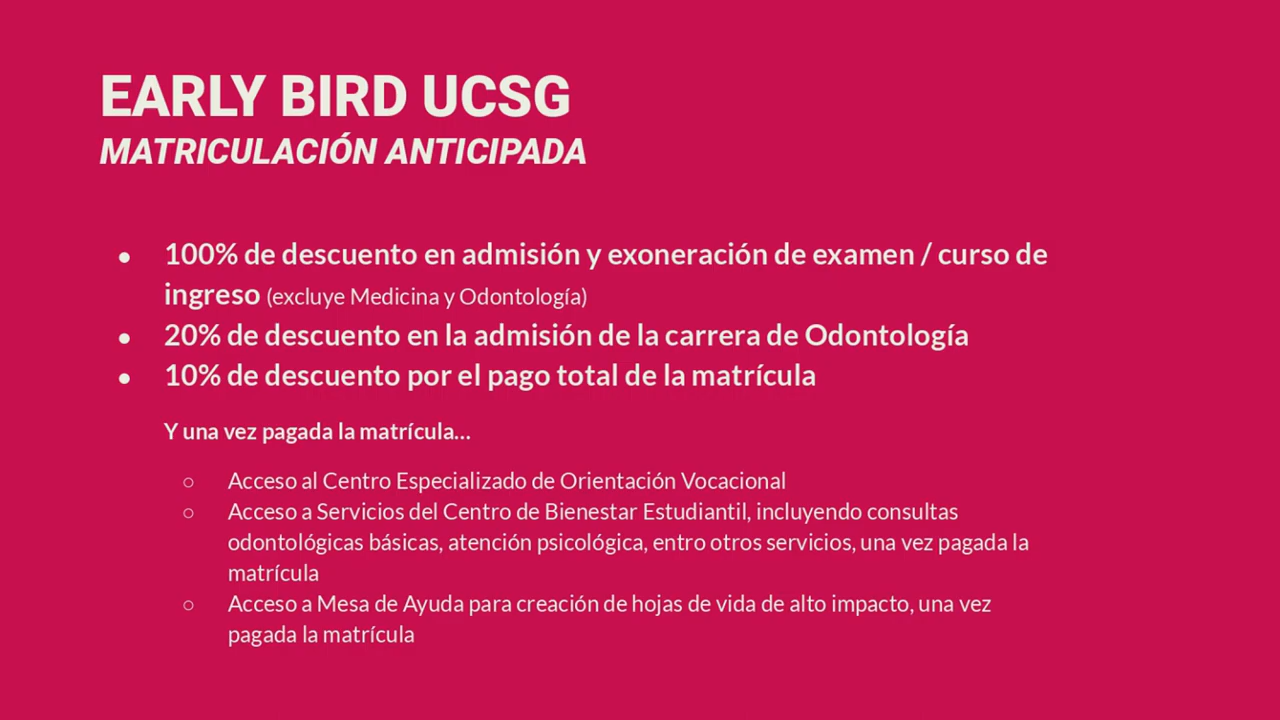 EARLY BIRD UCSG
MATRICULACIÓN ANTICIPADA
● 100% de descuento en admisión y exoneración de examen / curso de
ingreso (excluye Medicina y Odontología)
● 20% de descuento en la admisión de la carrera de Odontología
● 10% de descuento por el pago total de la matrícula
Y una vez pagada la matrícula...
○ Acceso al Centro Especializado de Orientación Vocacional
○ Acceso a Servicios del Centro de Bienestar Estudiantil, incluyendo consultas
odontológicas básicas, atención psicológica, entro otros servicios, una vez pagada la
matrícula
○ Acceso a Mesa de Ayuda para creación de hojas de vida de alto impacto, una vez
pagada la matrícula